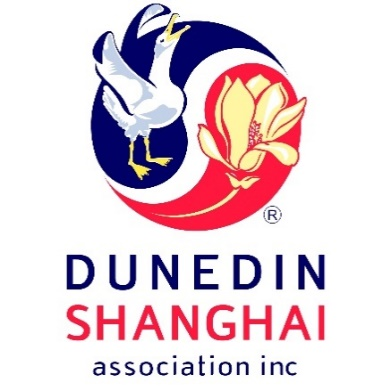 ®
DUNEDIN
SHANGHAI
association inc